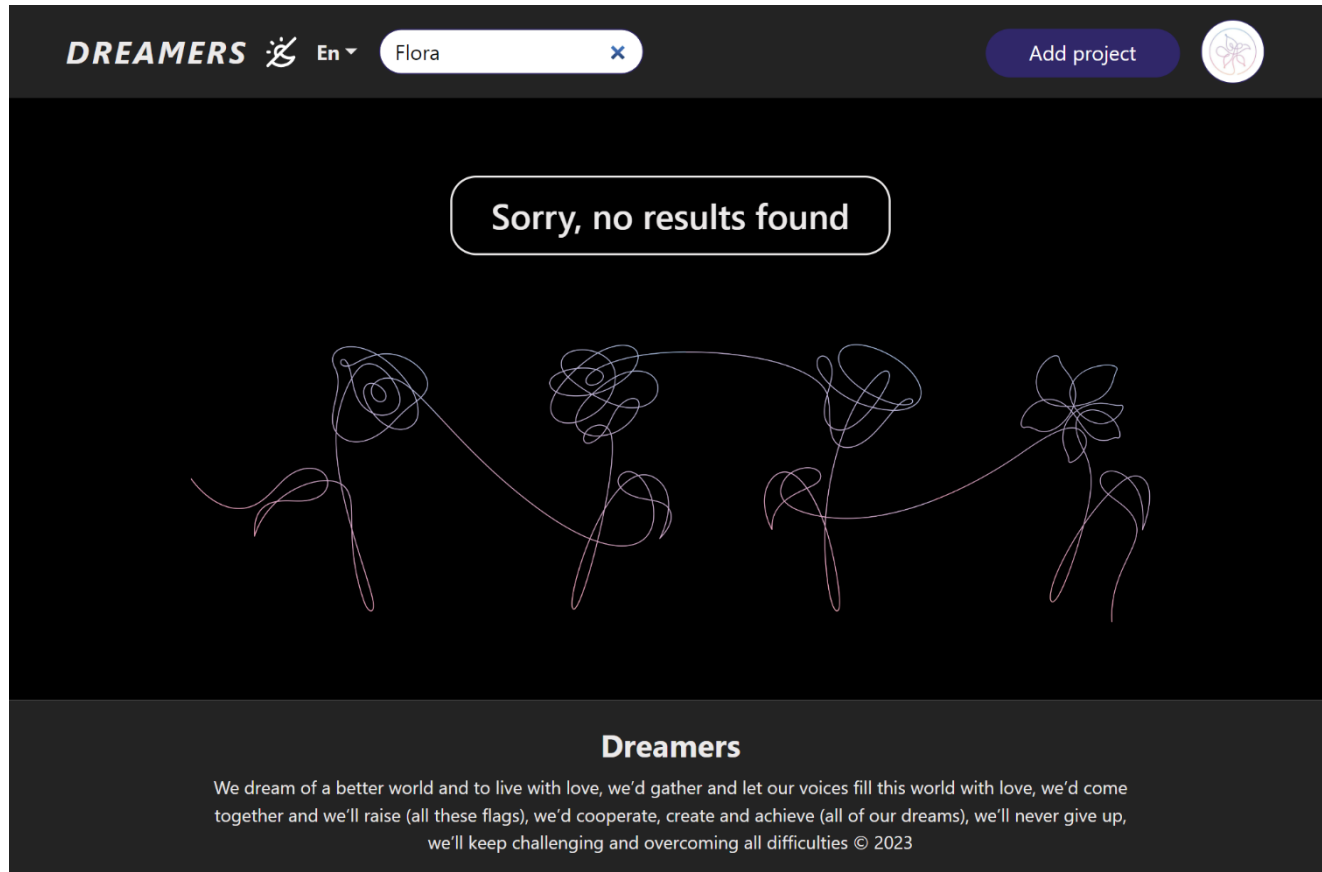 DREAMERS En Flora Add project
Sorry, no results found
Dreamers
We dream of a better world and to live with love, we’d gather and let our voices fill this world with love, we’d come
together and we’ll raise (all these flags), we’d cooperate, create and achieve (all of our dreams), we’ll never give up,
we’ll keep challenging and overcoming all difficulties © 2023